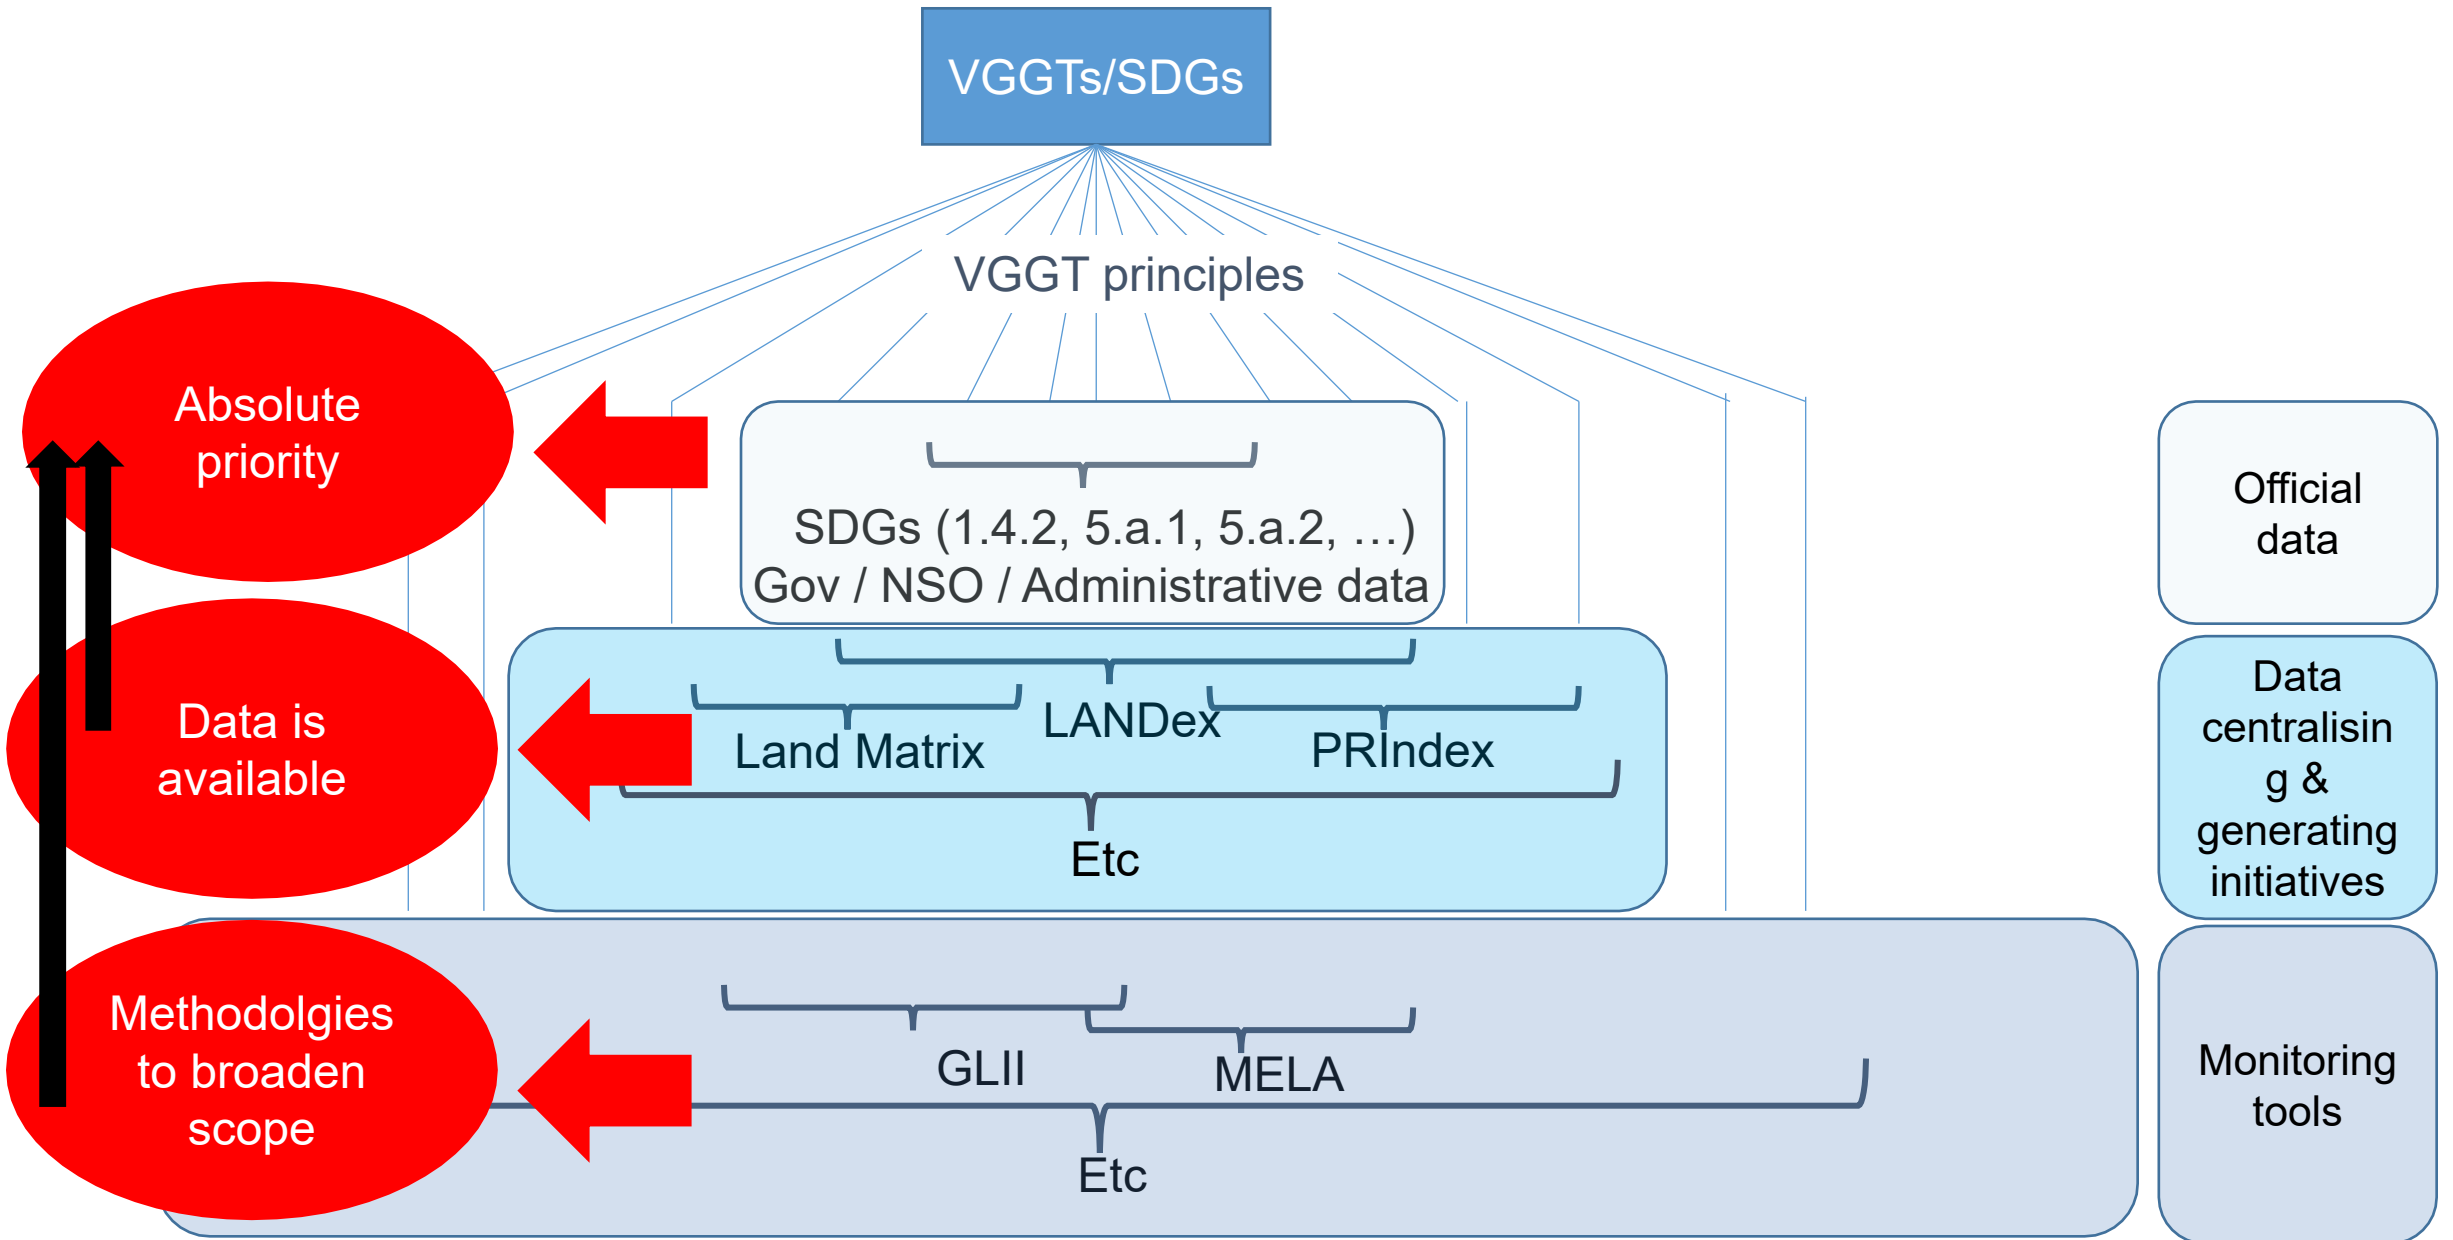 VGGTs/SDGs
VGGT principles
Absolute
priority
SDGs (1.4.2, 5.a.1, 5.a.2, …)
Gov / NSO / Administrative data
Official
data
Data is
available
LANDex
Land Matrix
PRIndex
Etc
Data
centralisin
g &
generating
initiatives
Methodolgies
to broaden
scope
GLII
MELA
Etc
Monitoring
tools